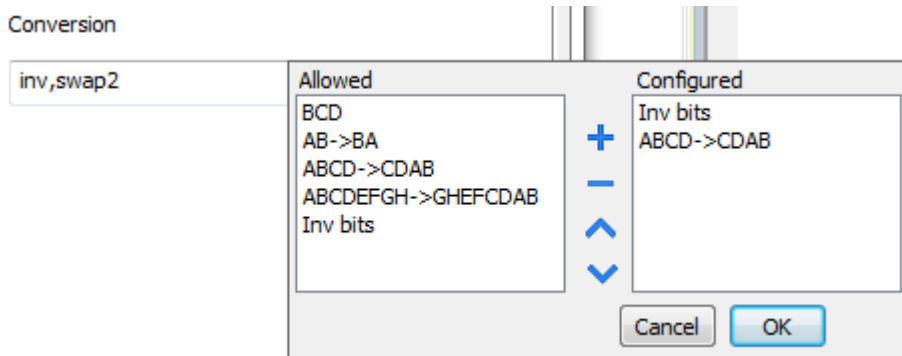 Conversion
inv,swap2
Allowed
BCD
AB->BA
ABCD->CDAB
ABCDEFGH->GHEFCDAB
Inv bits
Configured
Inv bits
ABCD->CDAB
Cancel
OK